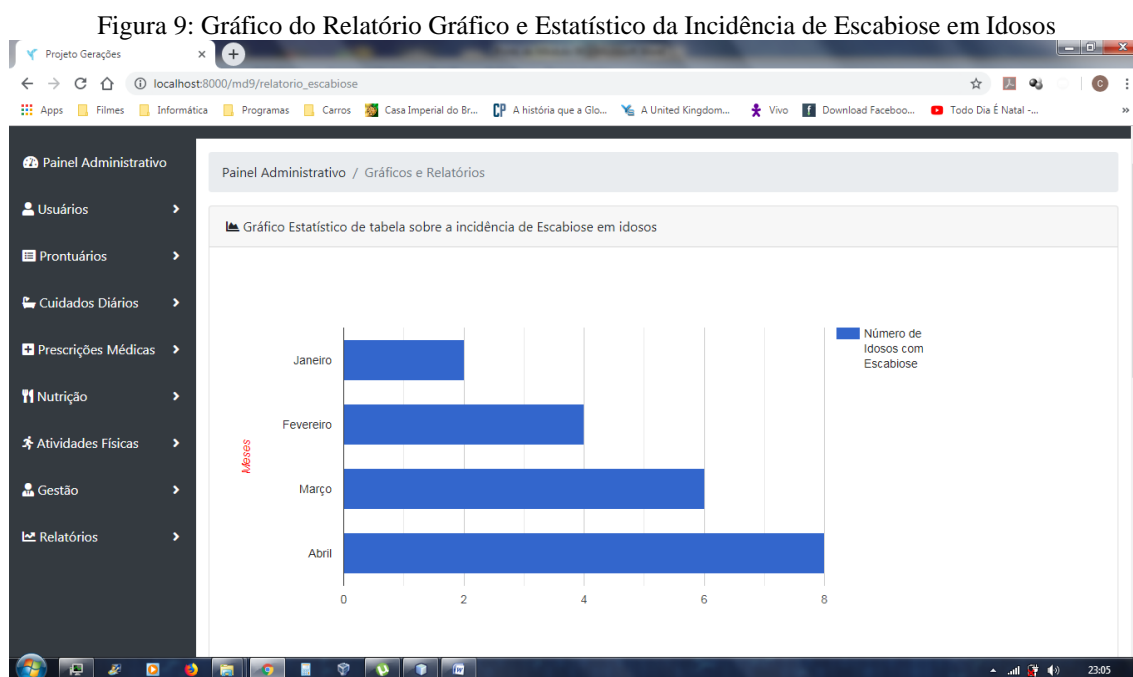 Figura 9: Gráfico do Relatório Gráfico e Estatístico da Incidência de Escabiose em Idosos
Projeto Gerações
localhost:8000/md9/relatorio_escabiose
Apps Filmes Informática Programas Carros Casa Imperial do Br... A história que a Glo... A United Kingdom... Vivo Download Faceboo... Todo Dia É Natal -...
Painel Administrativo
Usuários
Prontuários
Cuidados Diários
Prescrições Médicas
Nutrição
Atividades Físicas
Gestão
Relatórios
Painel Administrativo / Gráficos e Relatórios
Gráfico Estatístico de tabela sobre a incidência de Escabiose em idosos
Meses
Janeiro
Fevereiro
Março
Abril
0 2 4 6 8
Número de
Idosos com
Escabiose
23:05